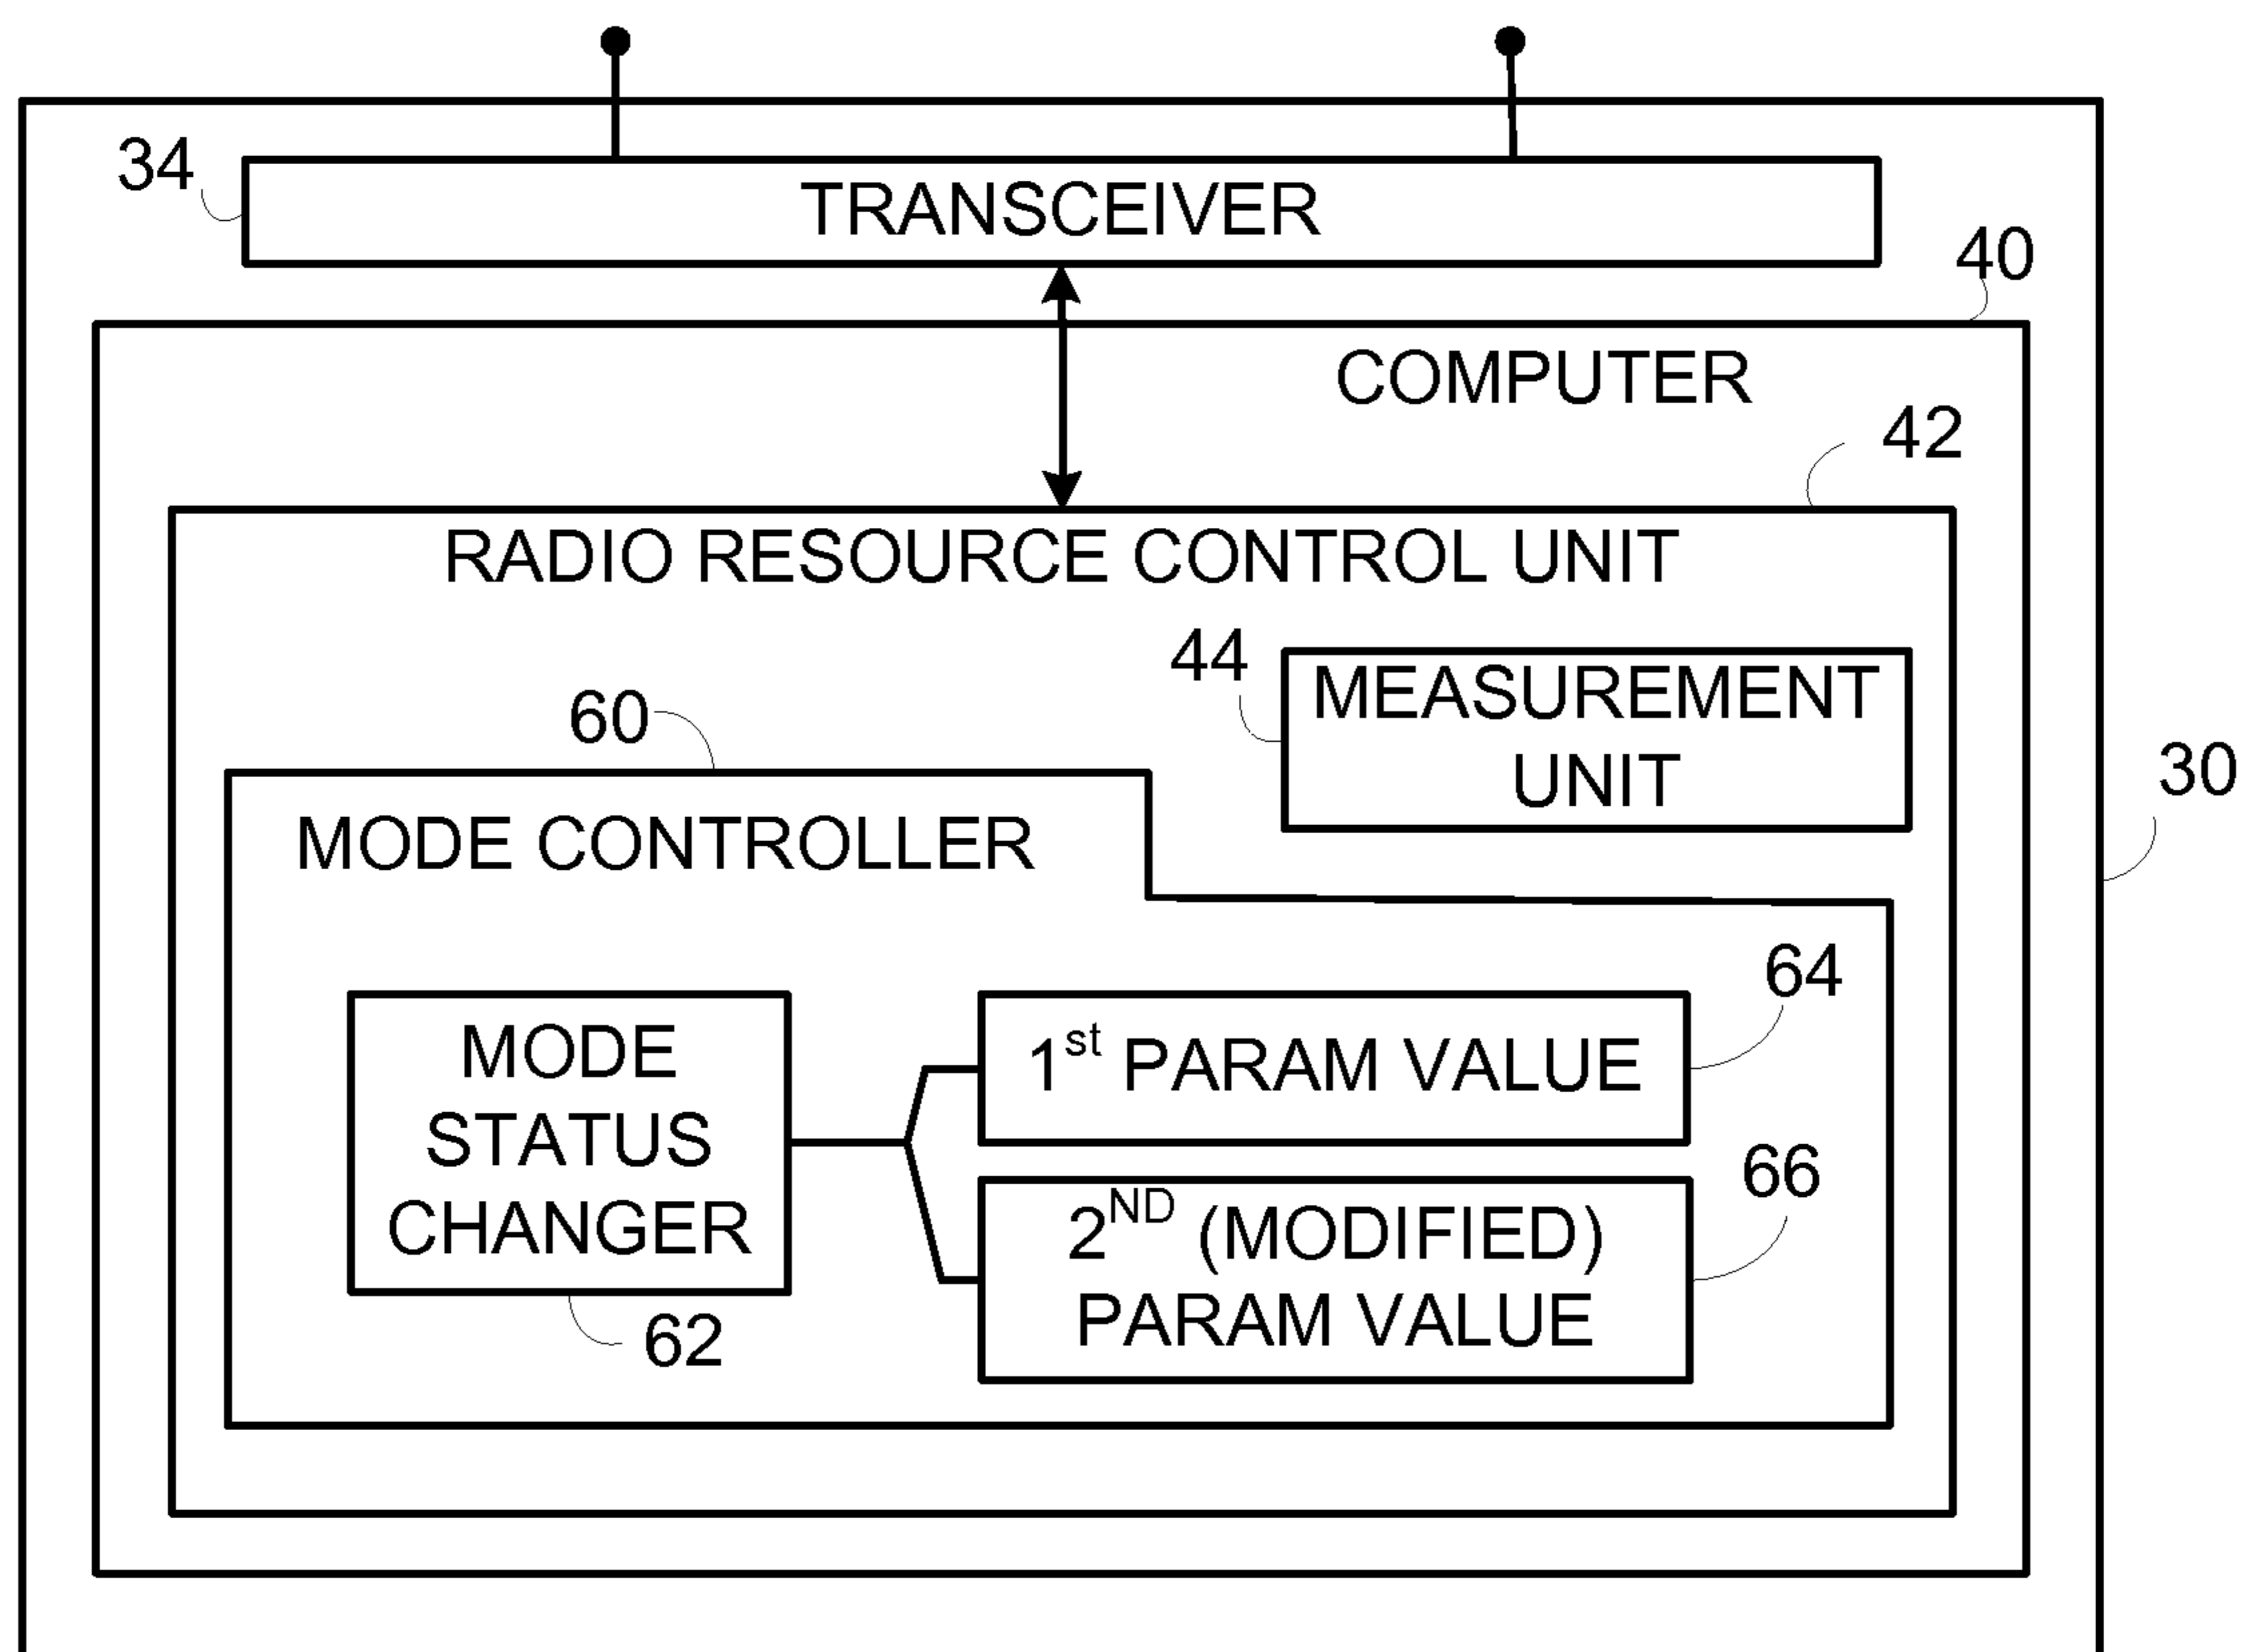 34
TRANSCEIVER
40
COMPUTER
42
RADIO RESOURCE CONTROL UNIT
44
MEASUREMENT
UNIT
60
30
MODE CONTROLLER
64
MODE
STATUS
CHANGER
1st PARAM VALUE
66
2ND (MODIFIED)
PARAM VALUE
62